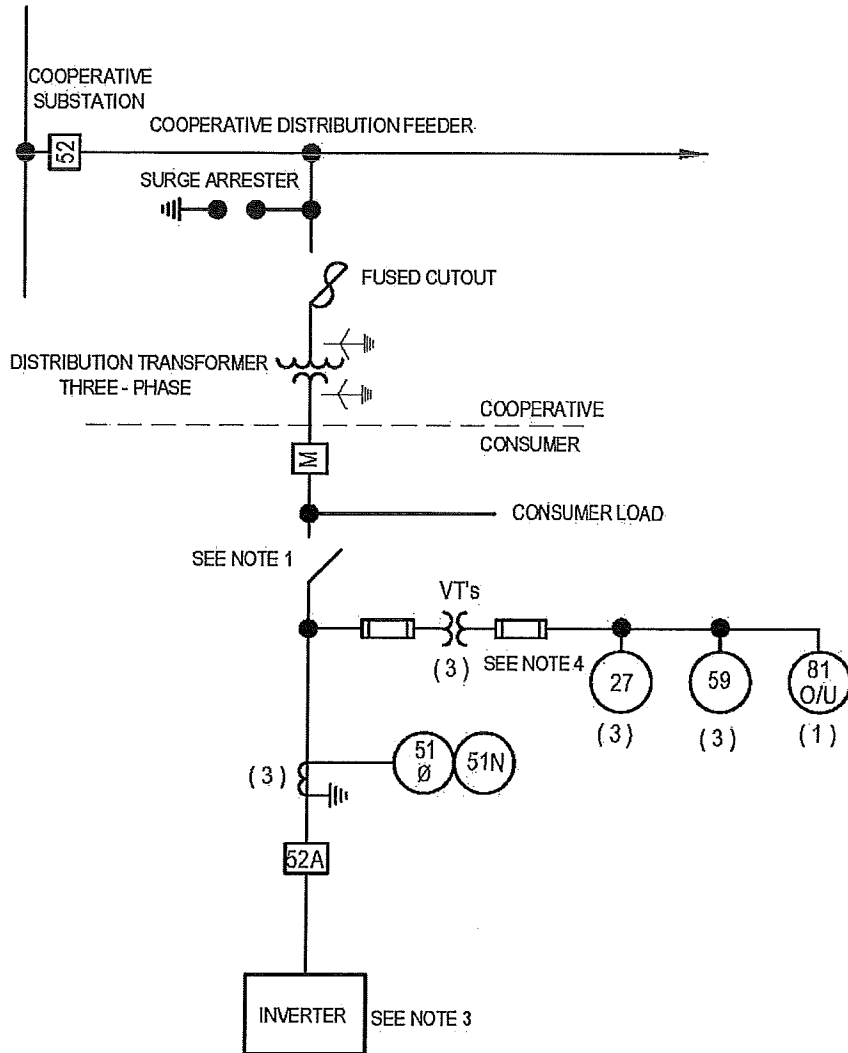 COOPERATIVE
SUBSTATION
COOPERATIVE DISTRIBUTION FEEDER
52
SURGE ARRESTER
FUSED CUTOUT
DISTRIBUTION TRANSFORMER
THREE - PHASE
COOPERATIVE
CONSUMER
M
CONSUMER LOAD
SEE NOTE 1
VT's
( 3 )
SEE NOTE 4
27
59
81
O/U
( 3 )
( 3 )
( 1 )
( 3 )
51
Ø
51N
52A
INVERTER
SEE NOTE 3